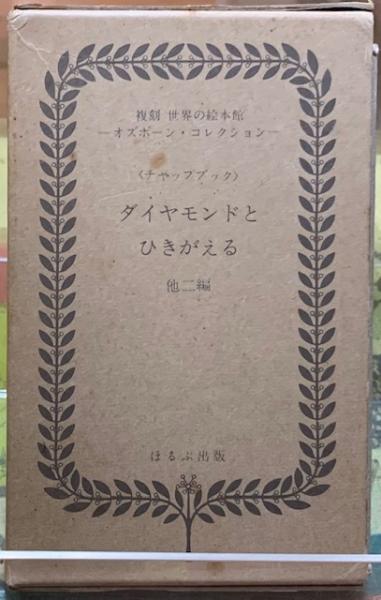 複刻 世界の絵本館
―オズボーン・コレクション―
〈チャップブック〉
ダイヤモンドと
ひきがえる
他二編
ほるぷ出版